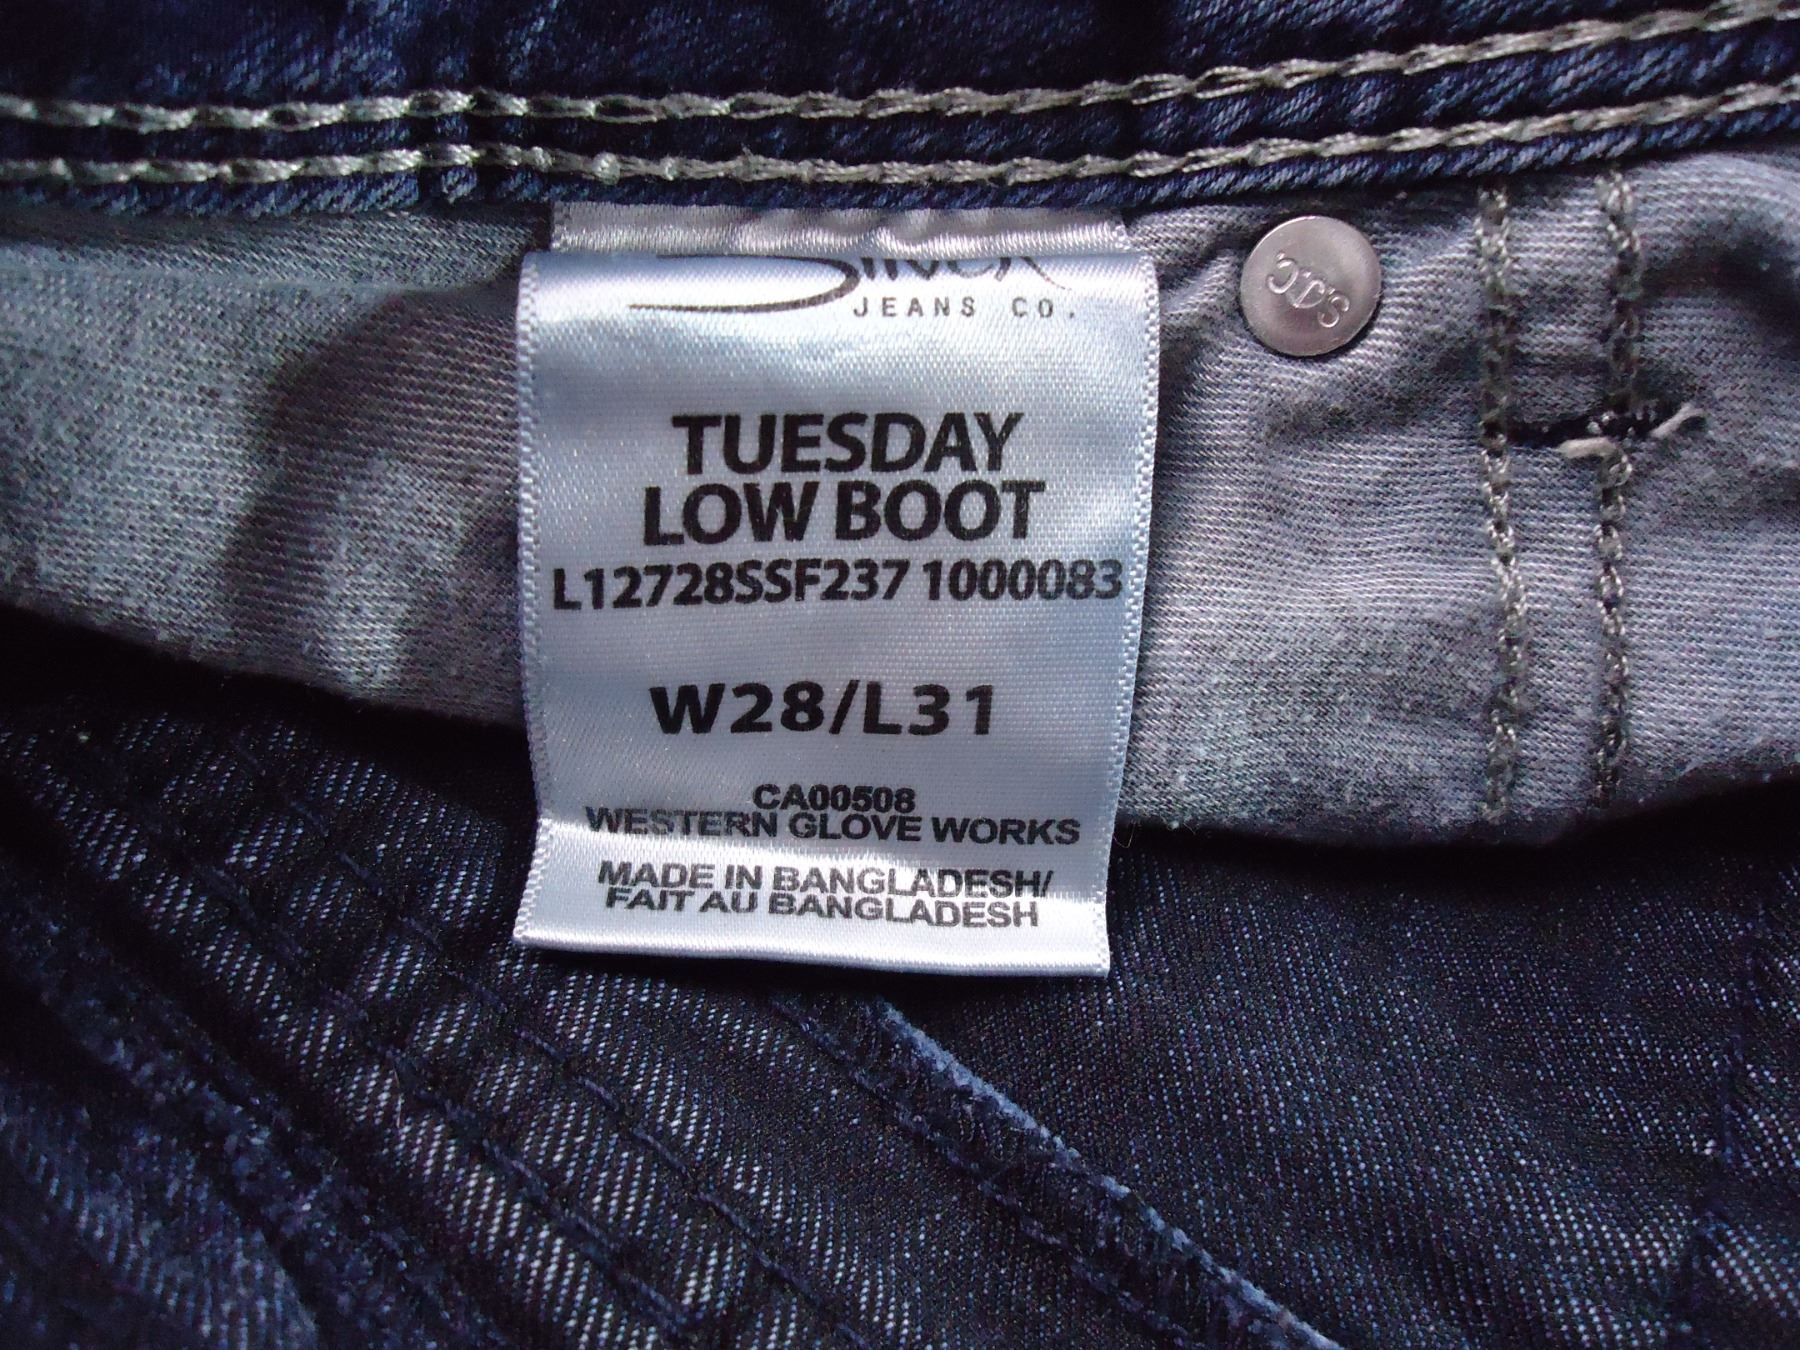 Silver
JEANS CO.
TUESDAY
LOW BOOT
L12728SSF237 1000083
W28/L31
CA00508
WESTERN GLOVE WORKS
MADE IN BANGLADESH/
FAIT AU BANGLADESH
s.j.c.